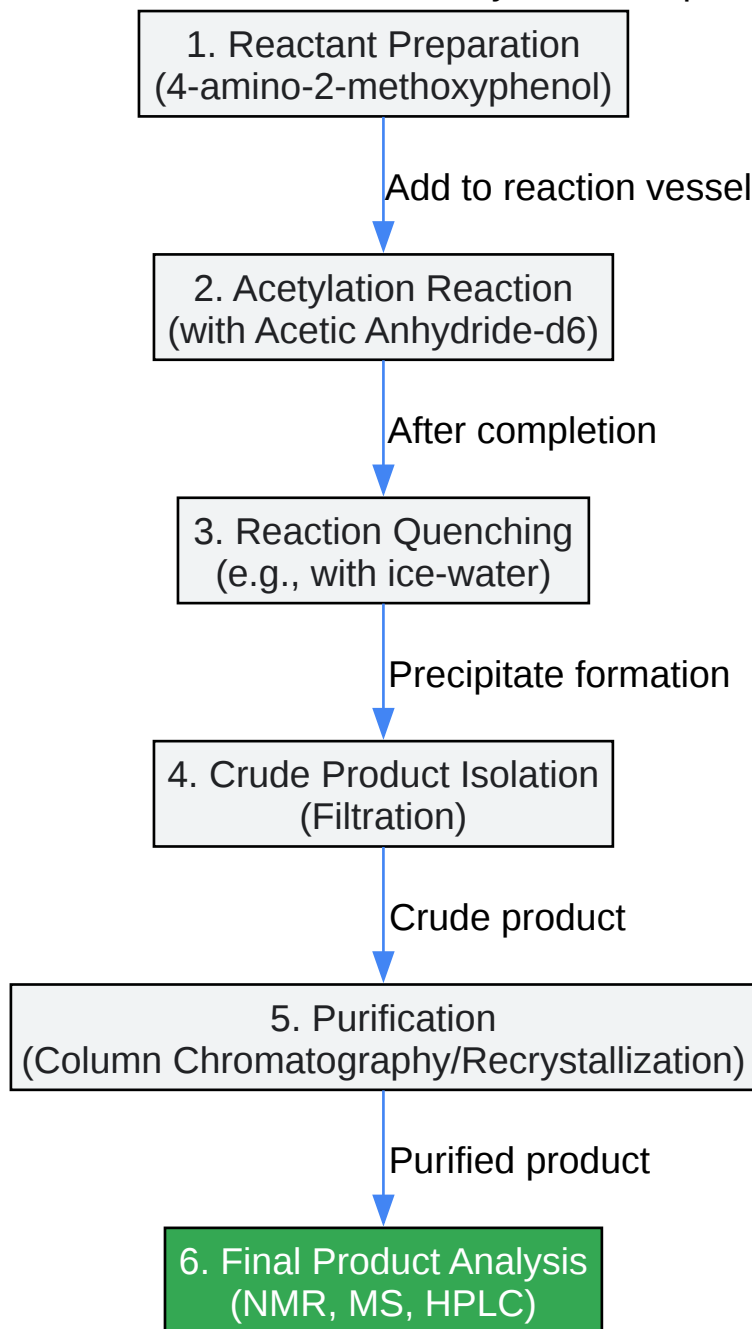 1. Reactant Preparation
(4-amino-2-methoxyphenol)
Add to reaction vessel
2. Acetylation Reaction
(with Acetic Anhydride-d6)
After completion
3. Reaction Quenching
(e.g., with ice-water)
Precipitate formation
4. Crude Product Isolation
(Filtration)
Crude product
5. Purification
(Column Chromatography/Recrystallization)
Purified product
6. Final Product Analysis
(NMR, MS, HPLC)